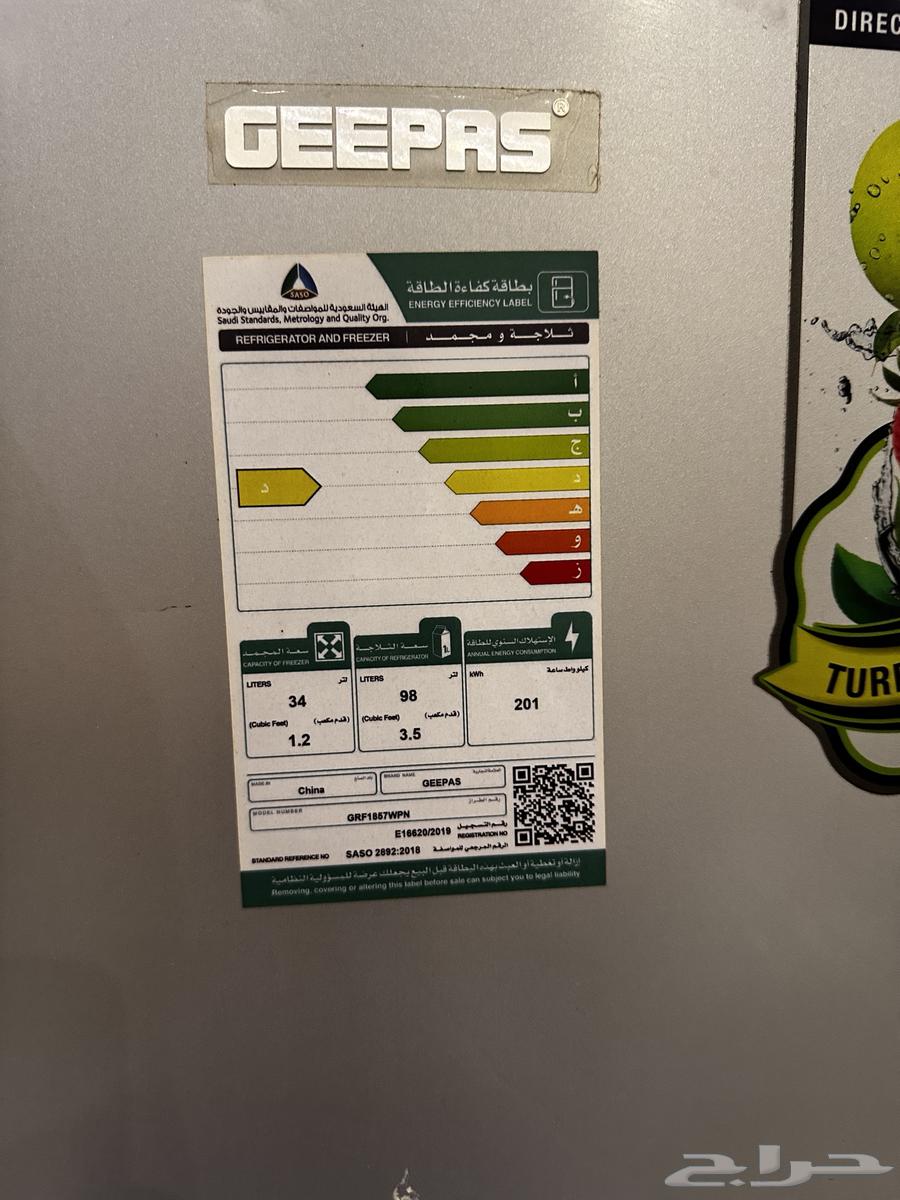 DIREC
GEEPAS®
بطاقة كفاءة الطاقة
ENERGY EFFICIENCY LABEL
SASO
الهيئة السعودية للمواصفات والمقاييس والجودة
Saudi Standards, Metrology and Quality Org.
REFRIGERATOR AND FREEZER | ثلاجة و مجمد
أ
ب
ج
د
د
هـ
و
ز
سعة المجمد
CAPACITY OF FREEZER
LITERS لتر
34
(Cubic Feet) (قدم مكعب)
1.2
سعة الثلاجة
CAPACITY OF REFRIGERATOR
1L
LITERS لتر
98
(Cubic Feet) (قدم مكعب)
3.5
الإستهلاك السنوي للطاقة
ANNUAL ENERGY CONSUMPTION
kWh كيلو واط ساعة
201
MADE IN بلد الصنع
China
BRAND NAME العلامة التجارية
GEEPAS
MODEL NUMBER رقم الطراز
GRF1857WPN
E16620/2019 رقم التسجيل
REGISTRATION NO
STANDARD REFERENCE NO SASO 2892:2018 الرقم المرجعي للمواصفة
إزالة أو تغطية أو العبث بهذه البطاقة قبل البيع يجعلك عرضة للمسؤولية النظامية
Removing, covering or altering this label before sale can subject you to legal liability
TUR
حراج